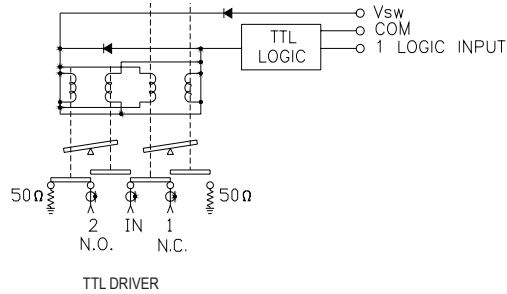 Vsw
COM
TTL
LOGIC
1 LOGIC INPUT
50Ω
50Ω
2 IN 1
N.O. N.C.
TTL DRIVER